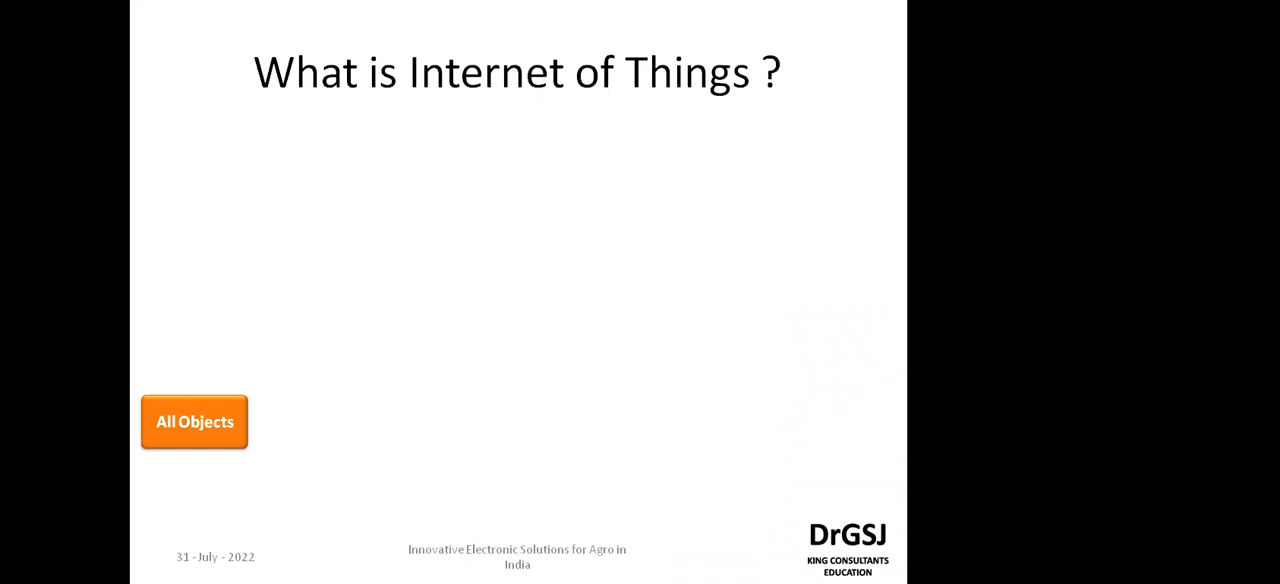 What is Internet of Things ?
All Objects
31 -July - 2022
Innovative Electronic Solutions for Agro in
India
DrGSJ
KING CONSULTANTS
EDUCATION